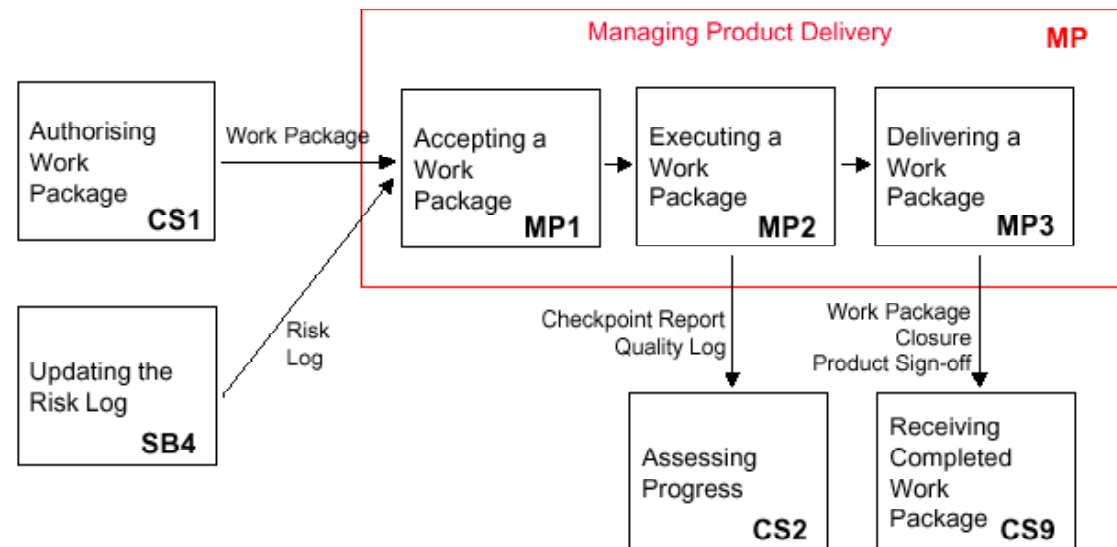 Managing Product Delivery MP
Authorising
Work
Package
CS1
Work Package
Accepting a
Work
Package
MP1
Executing a
Work
Package
MP2
Delivering a
Work
Package
MP3
Updating the
Risk Log
SB4
Risk
Log
Checkpoint Report
Quality Log
Work Package
Closure
Product Sign-off
Assessing
Progress
CS2
Receiving
Completed
Work
Package CS9